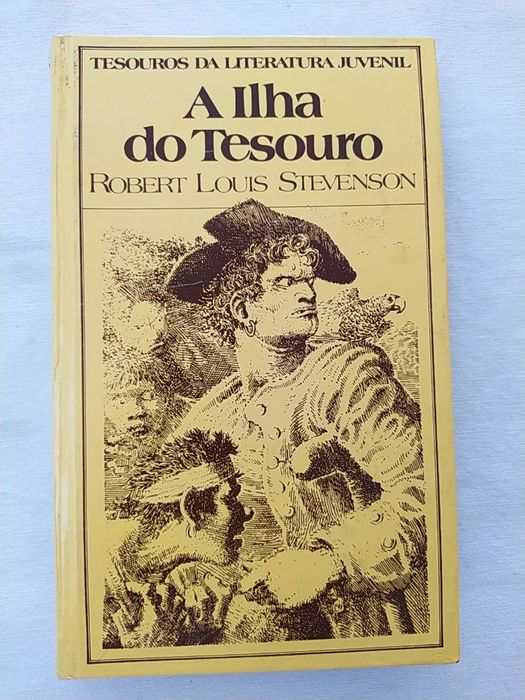 TESOUROS DA LITERATURA JUVENIL
A Ilha
do Tesouro
ROBERT LOUIS STEVENSON